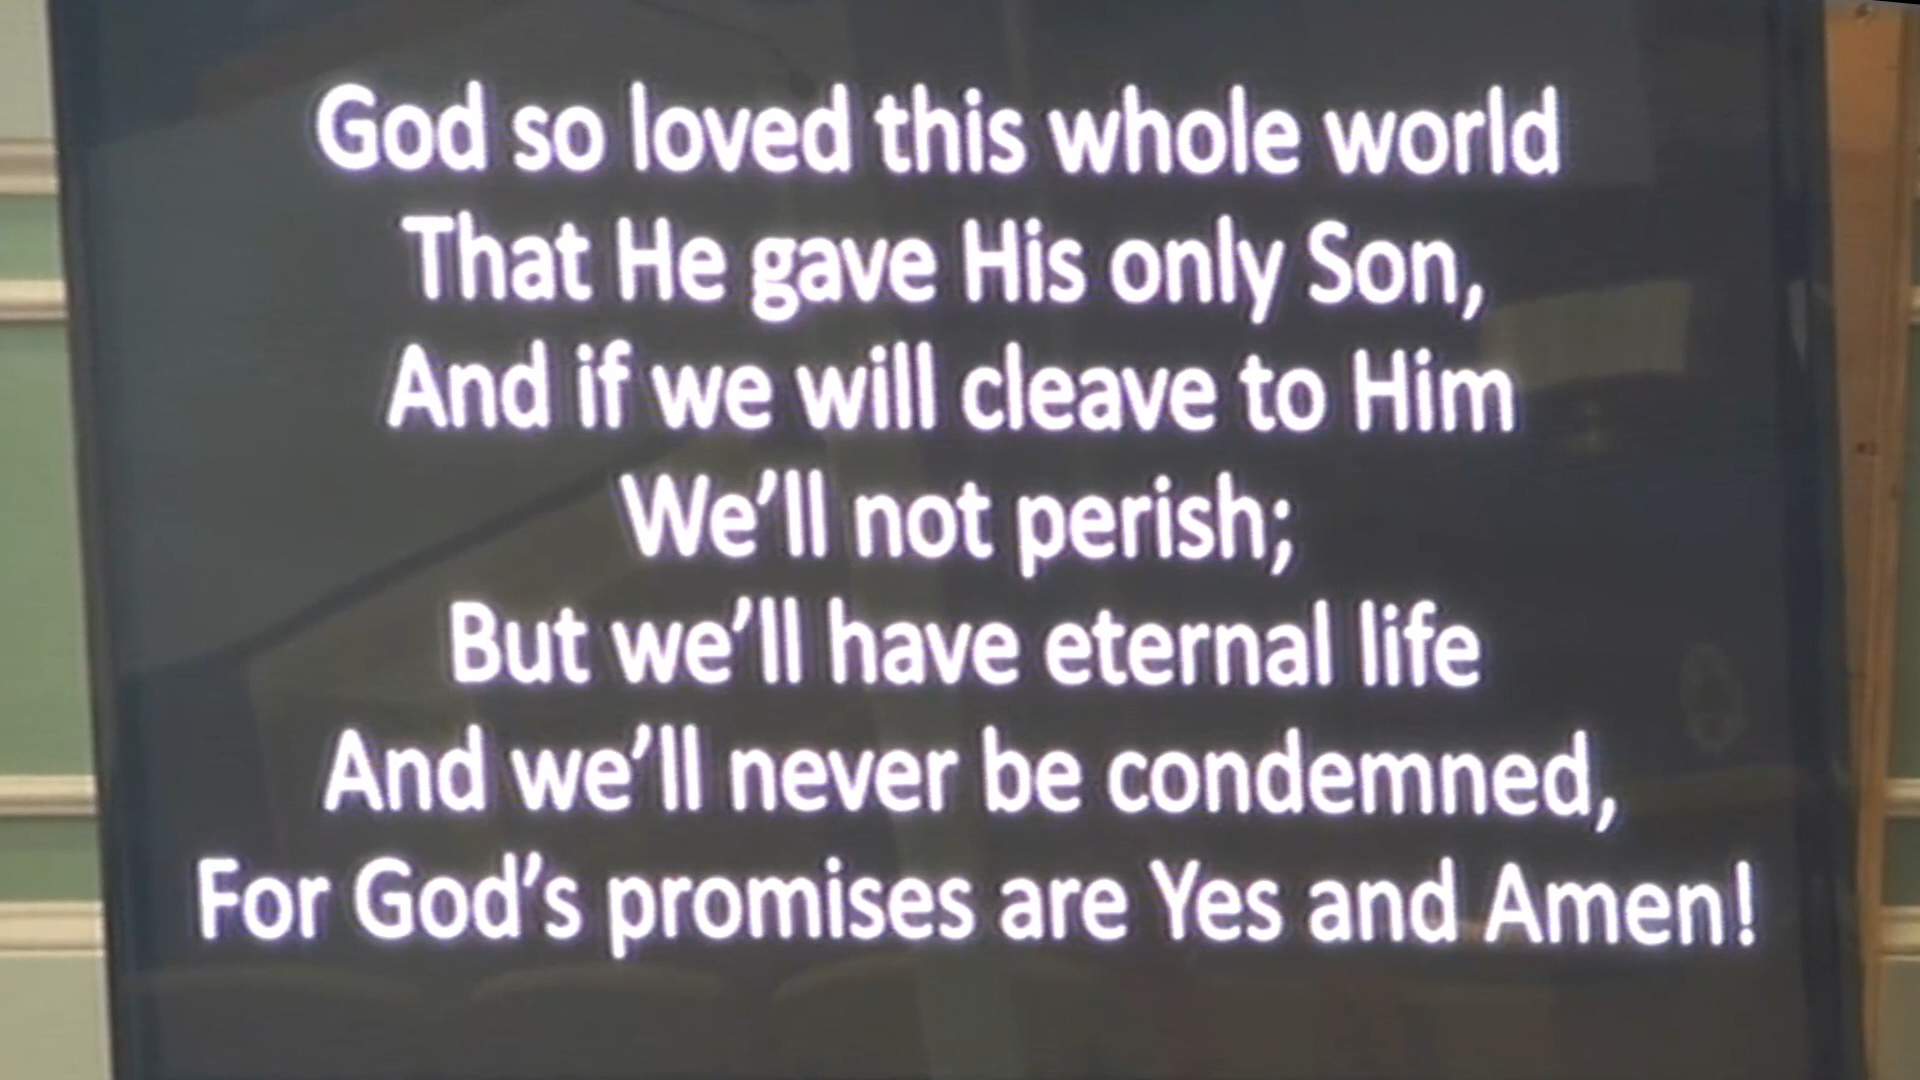 God so loved this whole world
That He gave His only Son,
And if we will cleave to Him
We’ll not perish;
But we’ll have eternal life
And we’ll never be condemned,
For God’s promises are Yes and Amen!